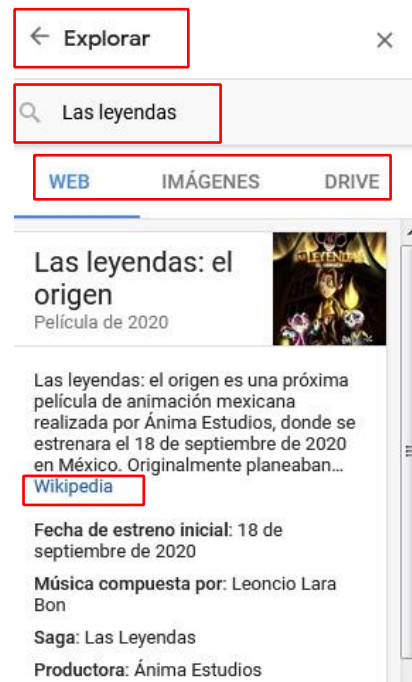 Explorar
Las leyendas
WEB IMÁGENES DRIVE
Las leyendas: el
origen
Película de 2020
LEYENDAS
EL ORIGEN
Las leyendas: el origen es una próxima
película de animación mexicana
realizada por Ánima Estudios, donde se
estrenara el 18 de septiembre de 2020
en México. Originalmente planeaban...
Wikipedia
Fecha de estreno inicial: 18 de
septiembre de 2020
Música compuesta por: Leoncio Lara
Bon
Saga: Las Leyendas
Productora: Ánima Estudios